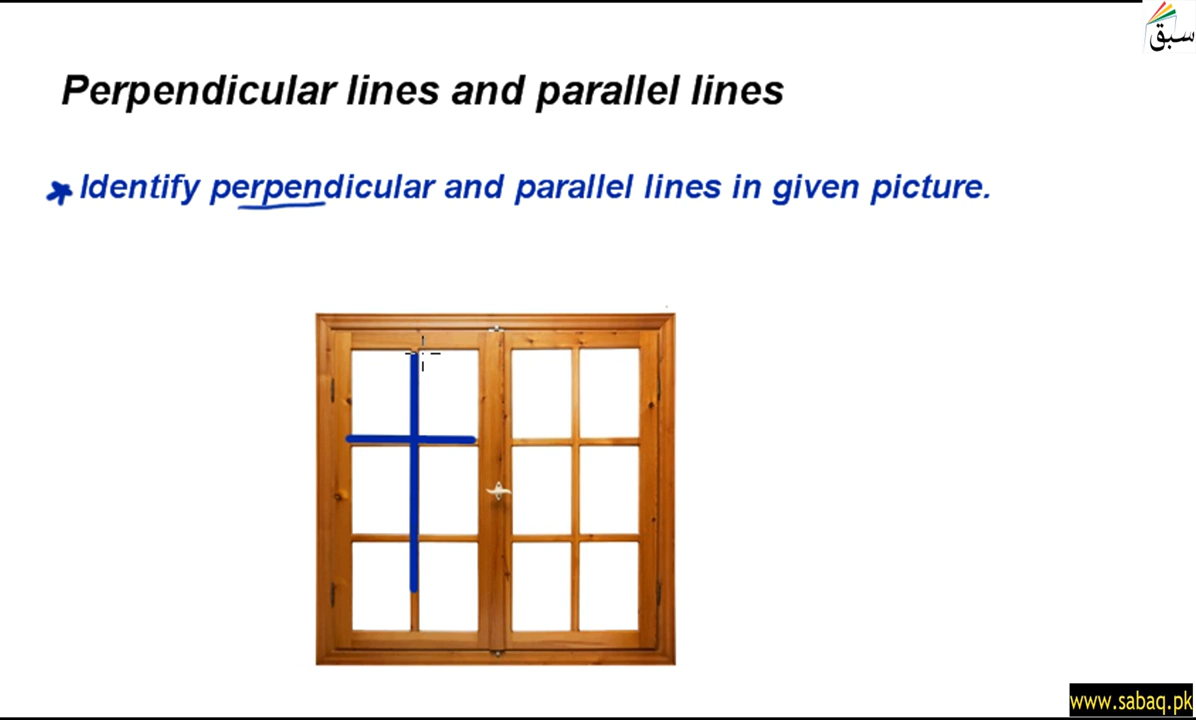 سبق
Perpendicular lines and parallel lines
Identify perpendicular and parallel lines in given picture.
www.sabaq.pk